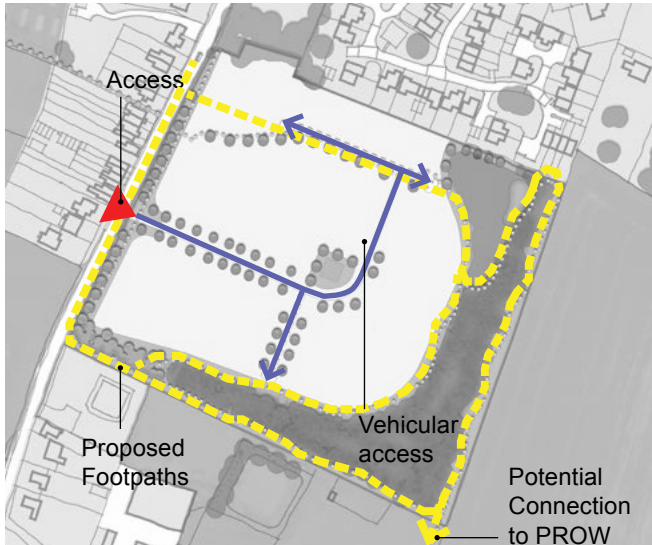 Access
Proposed
Footpaths
Vehicular
access
Potential
Connection
to PROW